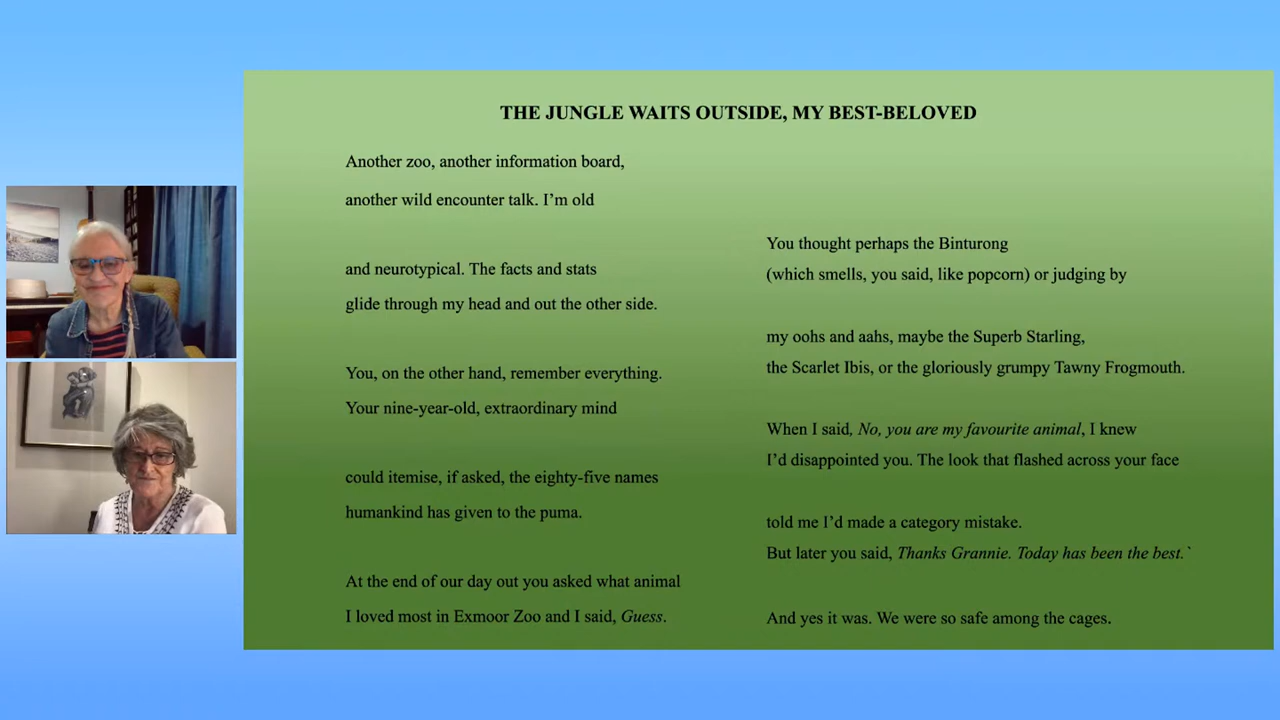 THE JUNGLE WAITS OUTSIDE, MY BEST-BELOVED
Another zoo, another information board,
another wild encounter talk. I’m old
and neurotypical. The facts and stats
glide through my head and out the other side.
You, on the other hand, remember everything.
Your nine-year-old, extraordinary mind
could itemise, if asked, the eighty-five names
humankind has given to the puma.
At the end of our day out you asked what animal
I loved most in Exmoor Zoo and I said, Guess.
You thought perhaps the Binturong
(which smells, you said, like popcorn) or judging by
my oohs and aahs, maybe the Superb Starling,
the Scarlet Ibis, or the gloriously grumpy Tawny Frogmouth.
When I said, No, you are my favourite animal, I knew
I’d disappointed you. The look that flashed across your face
told me I’d made a category mistake.
But later you said, Thanks Grannie. Today has been the best.`
And yes it was. We were so safe among the cages.